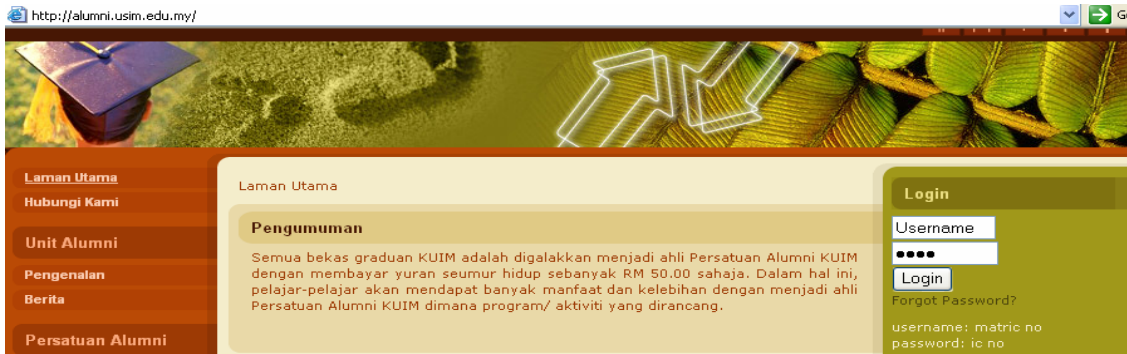 http://alumni.usim.edu.my/
Laman Utama
Hubungi Kami
Unit Alumni
Pengenalan
Berita
Persatuan Alumni
Laman Utama
Pengumuman
Semua bekas graduan KUIM adalah digalakkan menjadi ahli Persatuan Alumni KUIM
dengan membayar yuran seumur hidup sebanyak RM 50.00 sahaja. Dalam hal ini,
pelajar-pelajar akan mendapat banyak manfaat dan kelebihan dengan menjadi ahli
Persatuan Alumni KUIM dimana program/ aktiviti yang dirancang.
Login
Username
••••
Login
Forgot Password?
username: matric no
password: ic no